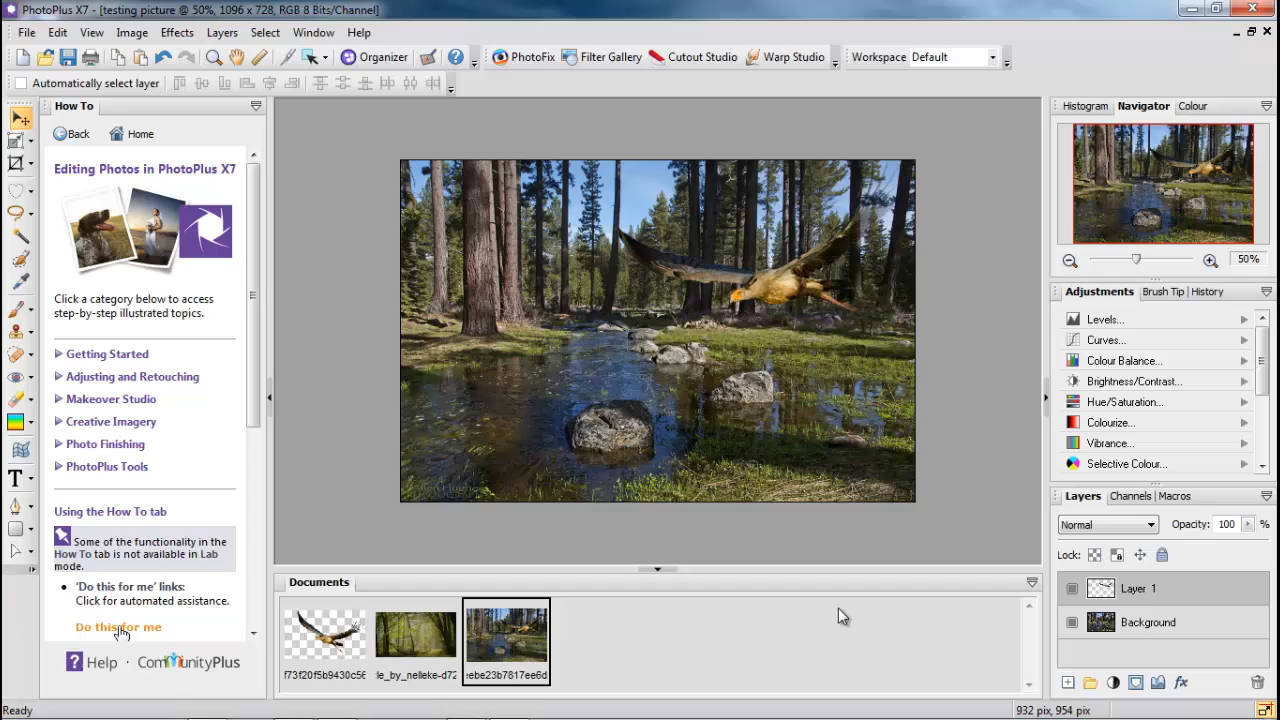 PhotoPlus X7 - [testing picture @ 50%, 1096 x 728, RGB 8 Bits/Channel]
File Edit View Image Effects Layers Select Window Help
Organizer PhotoFix Filter Gallery Cutout Studio Warp Studio Workspace Default
Automatically select layer
How To
Back Home
Editing Photos in PhotoPlus X7
Click a category below to access
step-by-step illustrated topics.
Getting Started
Adjusting and Retouching
Makeover Studio
Creative Imagery
Photo Finishing
PhotoPlus Tools
Using the How To tab
Some of the functionality in the
How To tab is not available in Lab
mode.
'Do this for me' links:
Click for automated assistance.
Do this for me
Help · CommunityPlus
Documents
f73f20f5b9430c56
fe_by_nelleke-d72
ebe23b7817ee6d
Histogram Navigator Colour
50%
Adjustments Brush Tip | History
Levels...
Curves...
Colour Balance...
Brightness/Contrast...
Hue/Saturation...
Colourize...
Vibrance...
Selective Colour...
Layers Channels | Macros
Normal Opacity: 100
Lock:
Layer 1
Background
Ready 932 pix, 954 pix